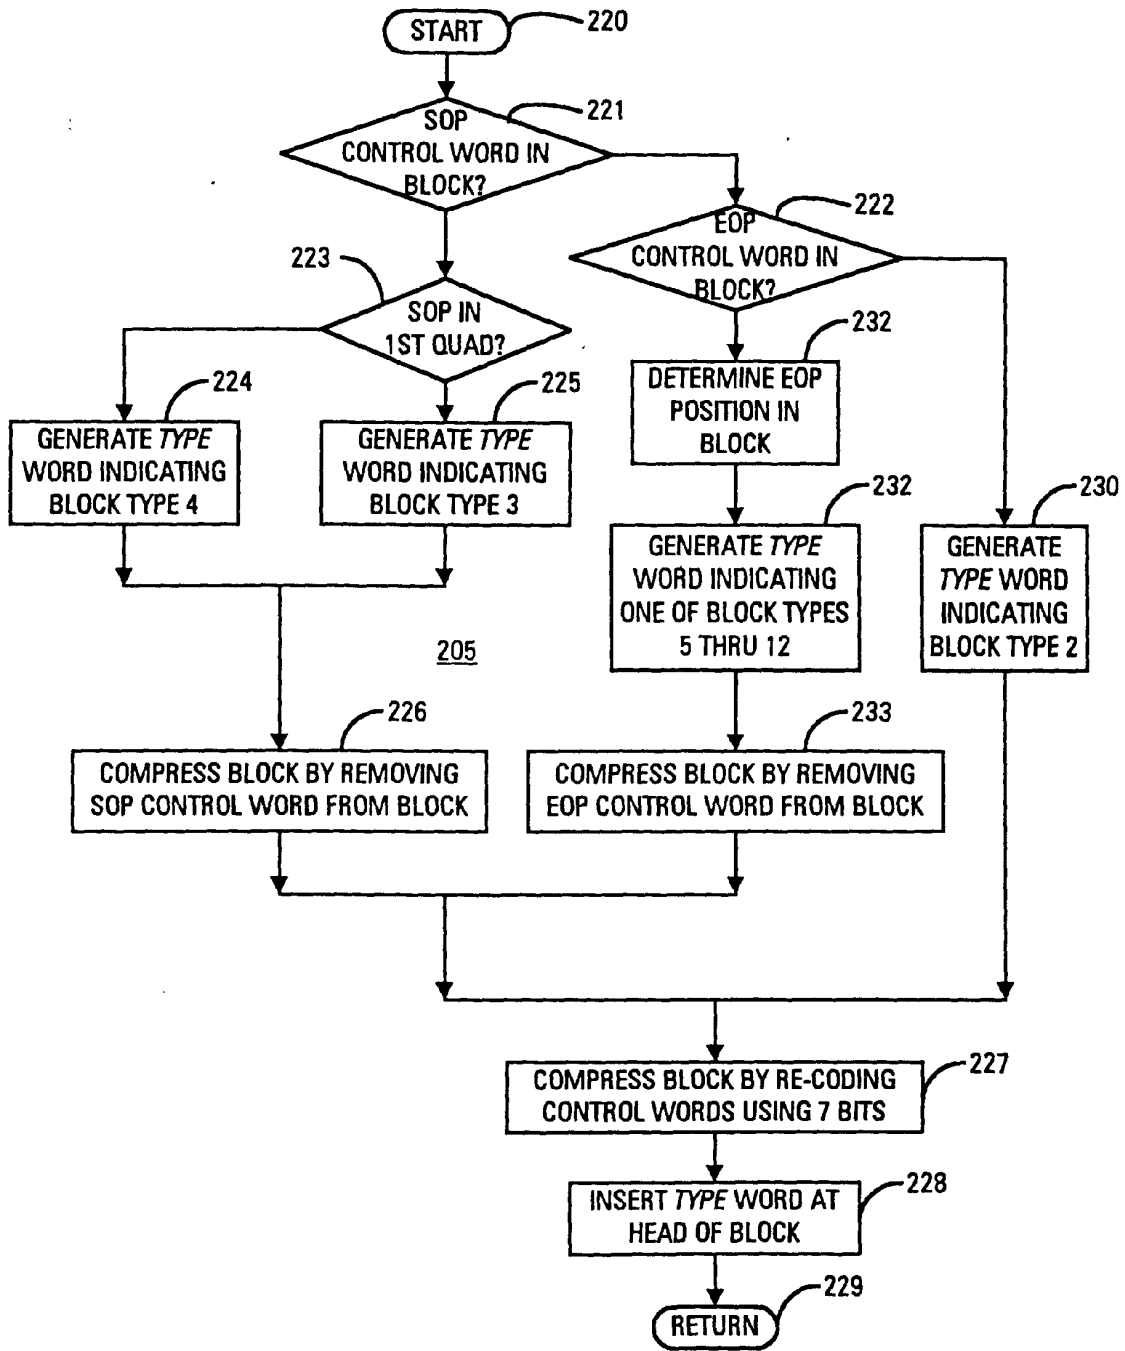 START
220
SOP
CONTROL WORD IN
BLOCK?
221
EOP
CONTROL WORD IN
BLOCK?
222
223
SOP IN
1ST QUAD?
232
DETERMINE EOP
POSITION IN
BLOCK
224
GENERATE TYPE
WORD INDICATING
BLOCK TYPE 4
225
GENERATE TYPE
WORD INDICATING
BLOCK TYPE 3
232
GENERATE TYPE
WORD INDICATING
ONE OF BLOCK TYPES
5 THRU 12
230
GENERATE
TYPE WORD
INDICATING
BLOCK TYPE 2
205
226
COMPRESS BLOCK BY REMOVING
SOP CONTROL WORD FROM BLOCK
233
COMPRESS BLOCK BY REMOVING
EOP CONTROL WORD FROM BLOCK
227
COMPRESS BLOCK BY RE-CODING
CONTROL WORDS USING 7 BITS
228
INSERT TYPE WORD AT
HEAD OF BLOCK
229
RETURN